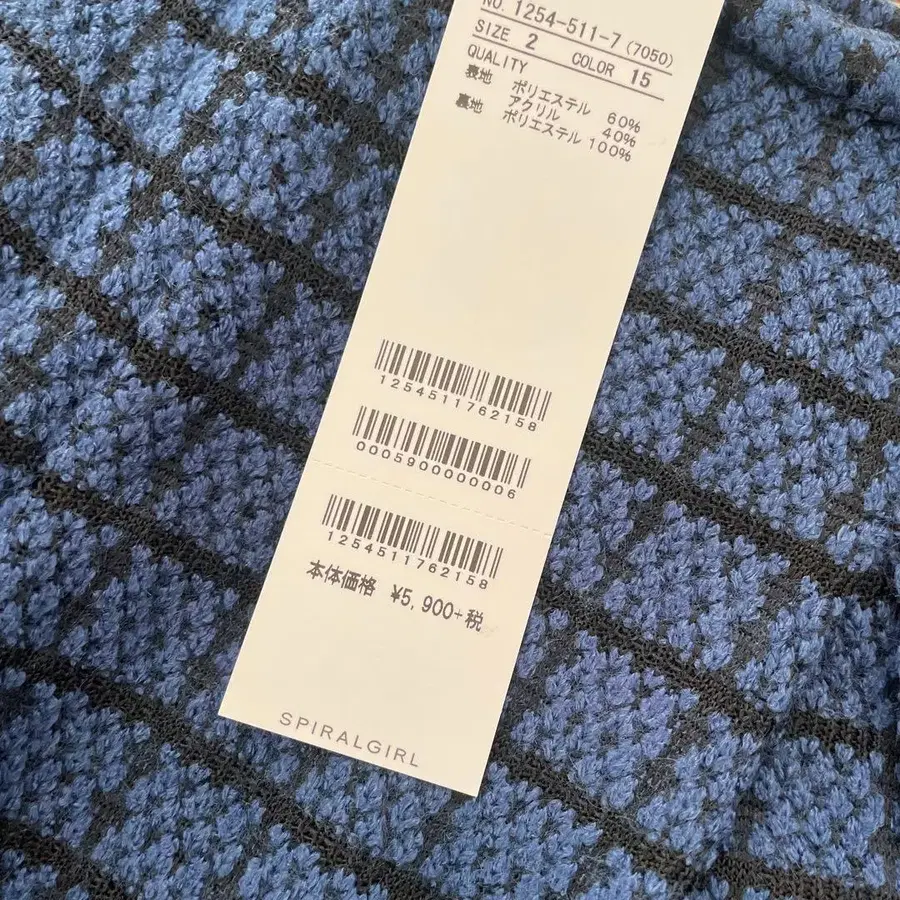 NO. 1254-511-7 (7050)
SIZE 2 COLOR 15
QUALITY
表地 ポリエステル 60%
アクリル 40%
裏地 ポリエステル 100%
1254511762158
0005900000006
1254511762158
本体価格 ¥5,900+税
SPIRALGIRL